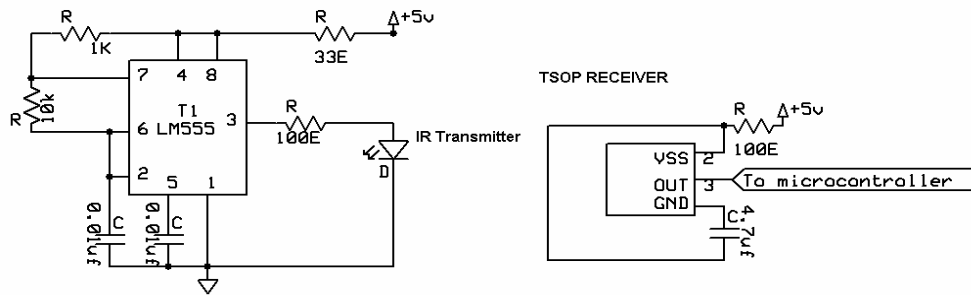 R
1K
R
33E
+5v
R
10k
7
4
8
T1
LM555
6
3
2
5
1
R
100E
IR Transmitter
D
C
0.01uf
C
0.01uf
TSOP RECEIVER
R
+5v
100E
VSS
2
OUT
3
To microcontroller
GND
C
4.7uf